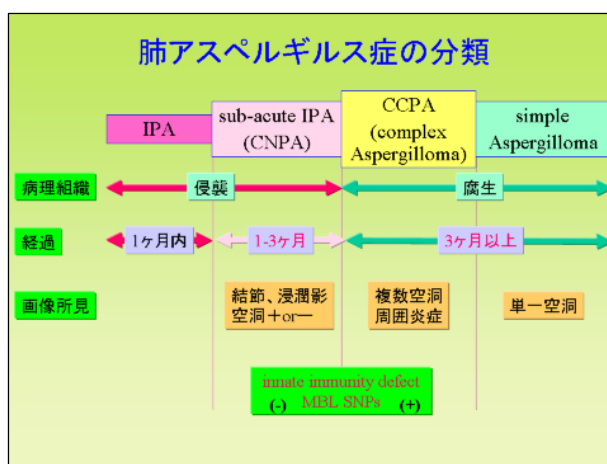 肺アスペルギルス症の分類
IPA
sub-acute IPA
(CNPA)
CCPA
(complex
Aspergilloma)
simple
Aspergilloma
病理組織
侵襲
腐生
経過
1ヶ月内
1-3ヶ月
3ヶ月以上
画像所見
結節、浸潤影
空洞+or—
複数空洞
周囲炎症
単一空洞
innate immunity defect
(-) MBL SNPs (+)